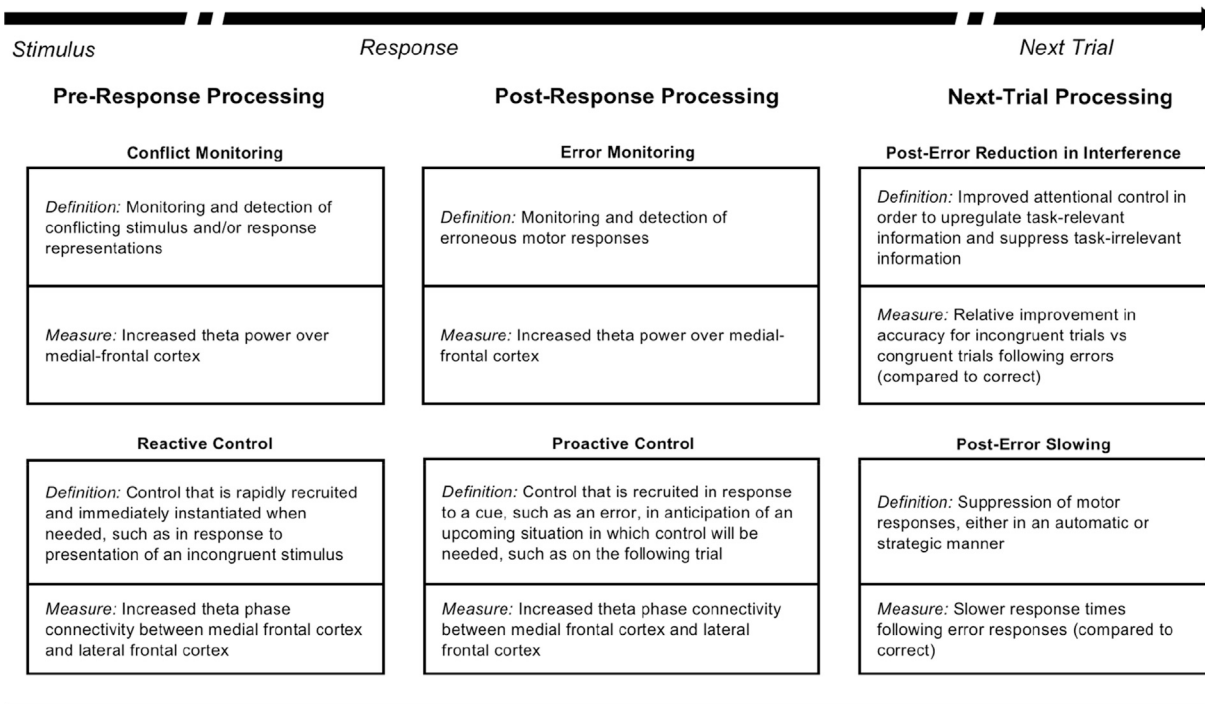 Stimulus
Response
Next Trial
Pre-Response Processing
Post-Response Processing
Next-Trial Processing
Conflict Monitoring
Definition: Monitoring and detection of
conflicting stimulus and/or response
representations
Measure: Increased theta power over
medial-frontal cortex
Error Monitoring
Definition: Monitoring and detection of
erroneous motor responses
Measure: Increased theta power over medial-
frontal cortex
Post-Error Reduction in Interference
Definition: Improved attentional control in
order to upregulate task-relevant
information and suppress task-irrelevant
information
Measure: Relative improvement in
accuracy for incongruent trials vs
congruent trials following errors
(compared to correct)
Reactive Control
Definition: Control that is rapidly recruited
and immediately instantiated when
needed, such as in response to
presentation of an incongruent stimulus
Measure: Increased theta phase
connectivity between medial frontal cortex
and lateral frontal cortex
Proactive Control
Definition: Control that is recruited in response
to a cue, such as an error, in anticipation of an
upcoming situation in which control will be
needed, such as on the following trial
Measure: Increased theta phase connectivity
between medial frontal cortex and lateral
frontal cortex
Post-Error Slowing
Definition: Suppression of motor
responses, either in an automatic or
strategic manner
Measure: Slower response times
following error responses (compared to
correct)